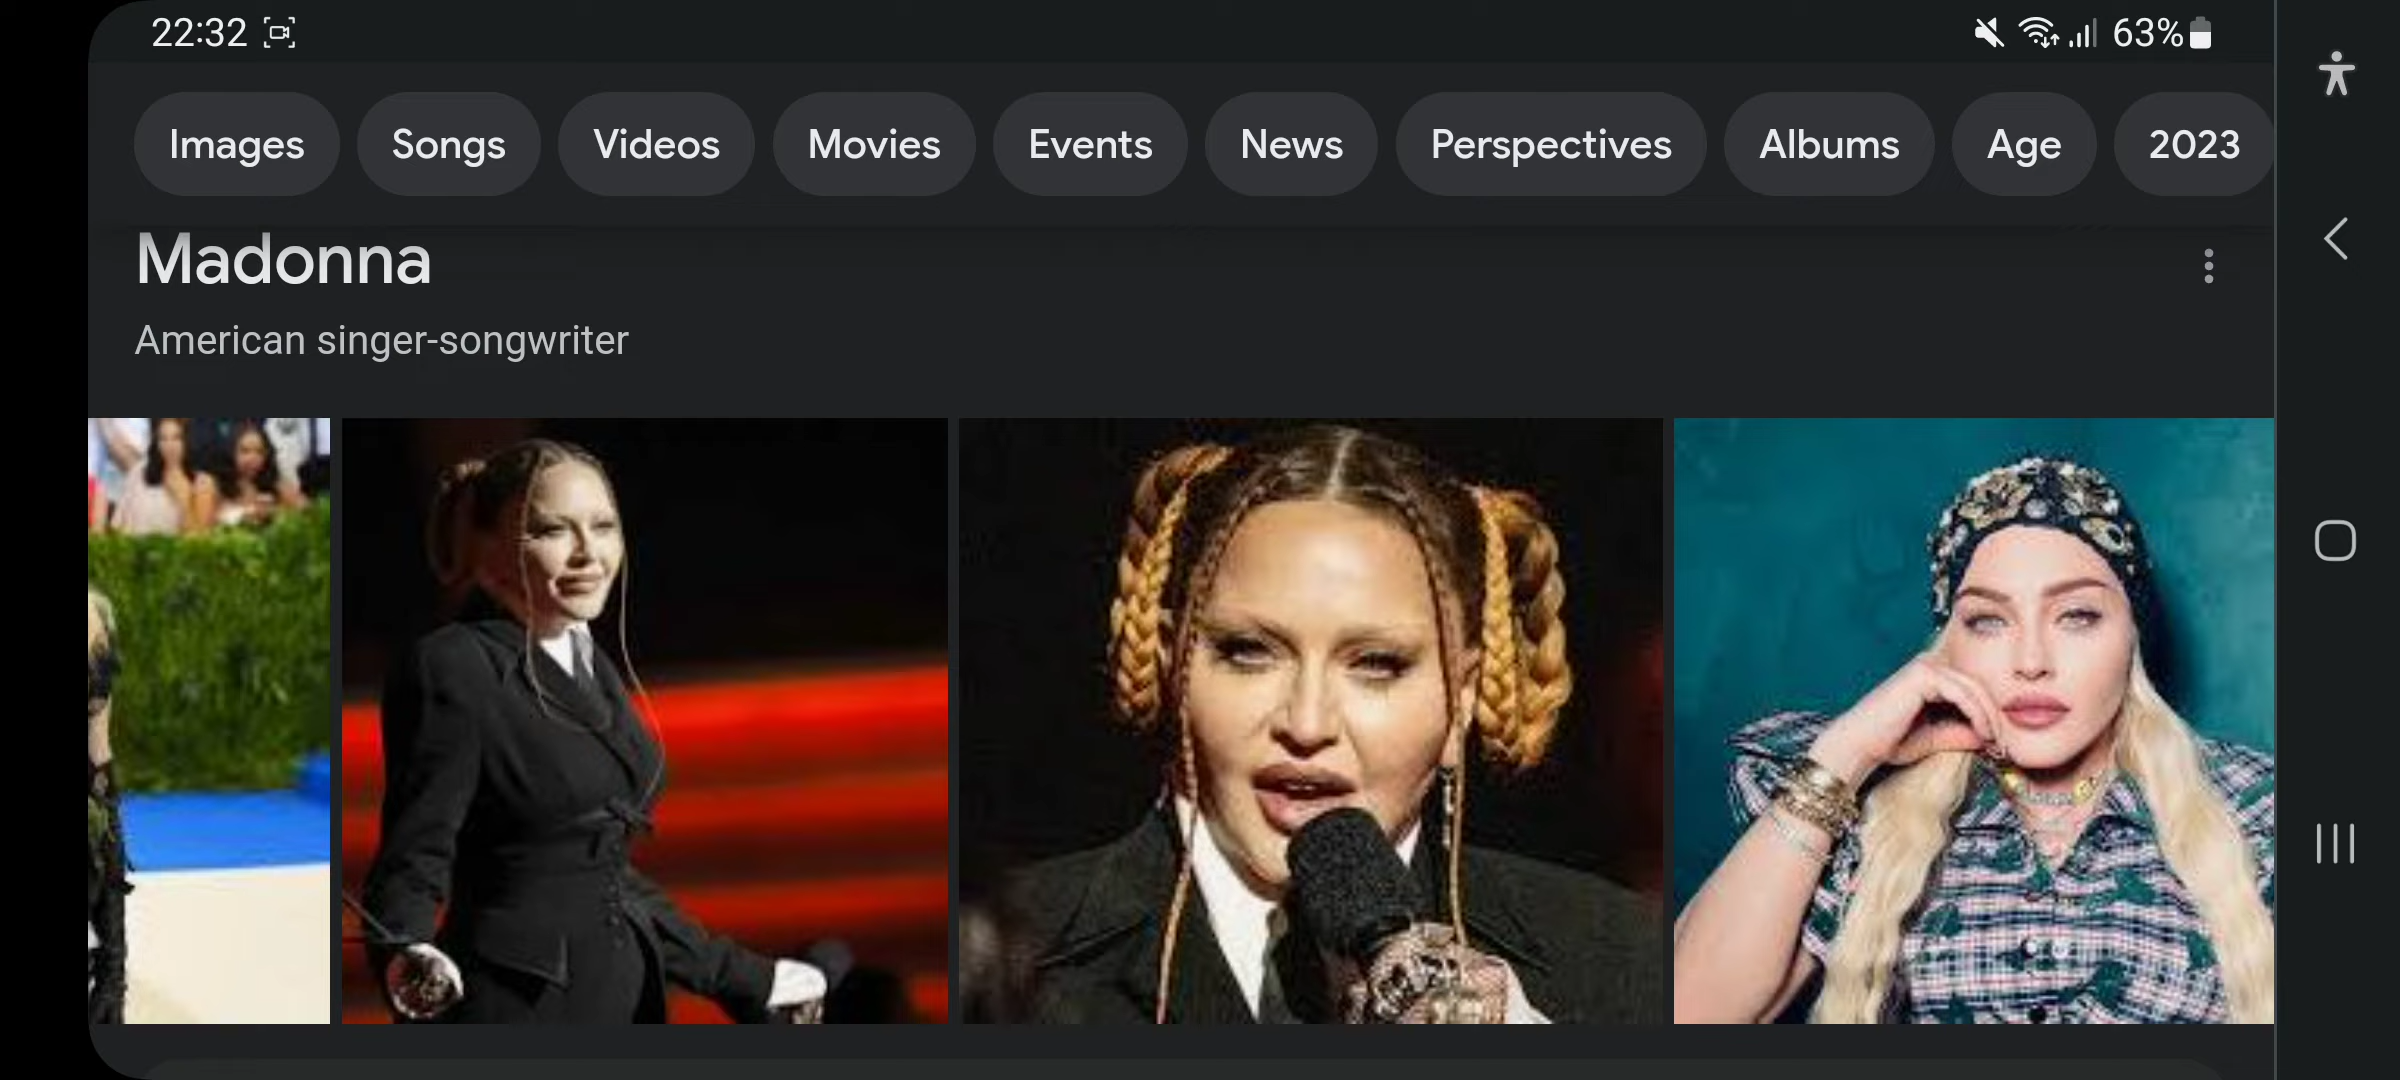 22:32 63%
Images Songs Videos Movies Events News Perspectives Albums Age 2023
Madonna
American singer-songwriter